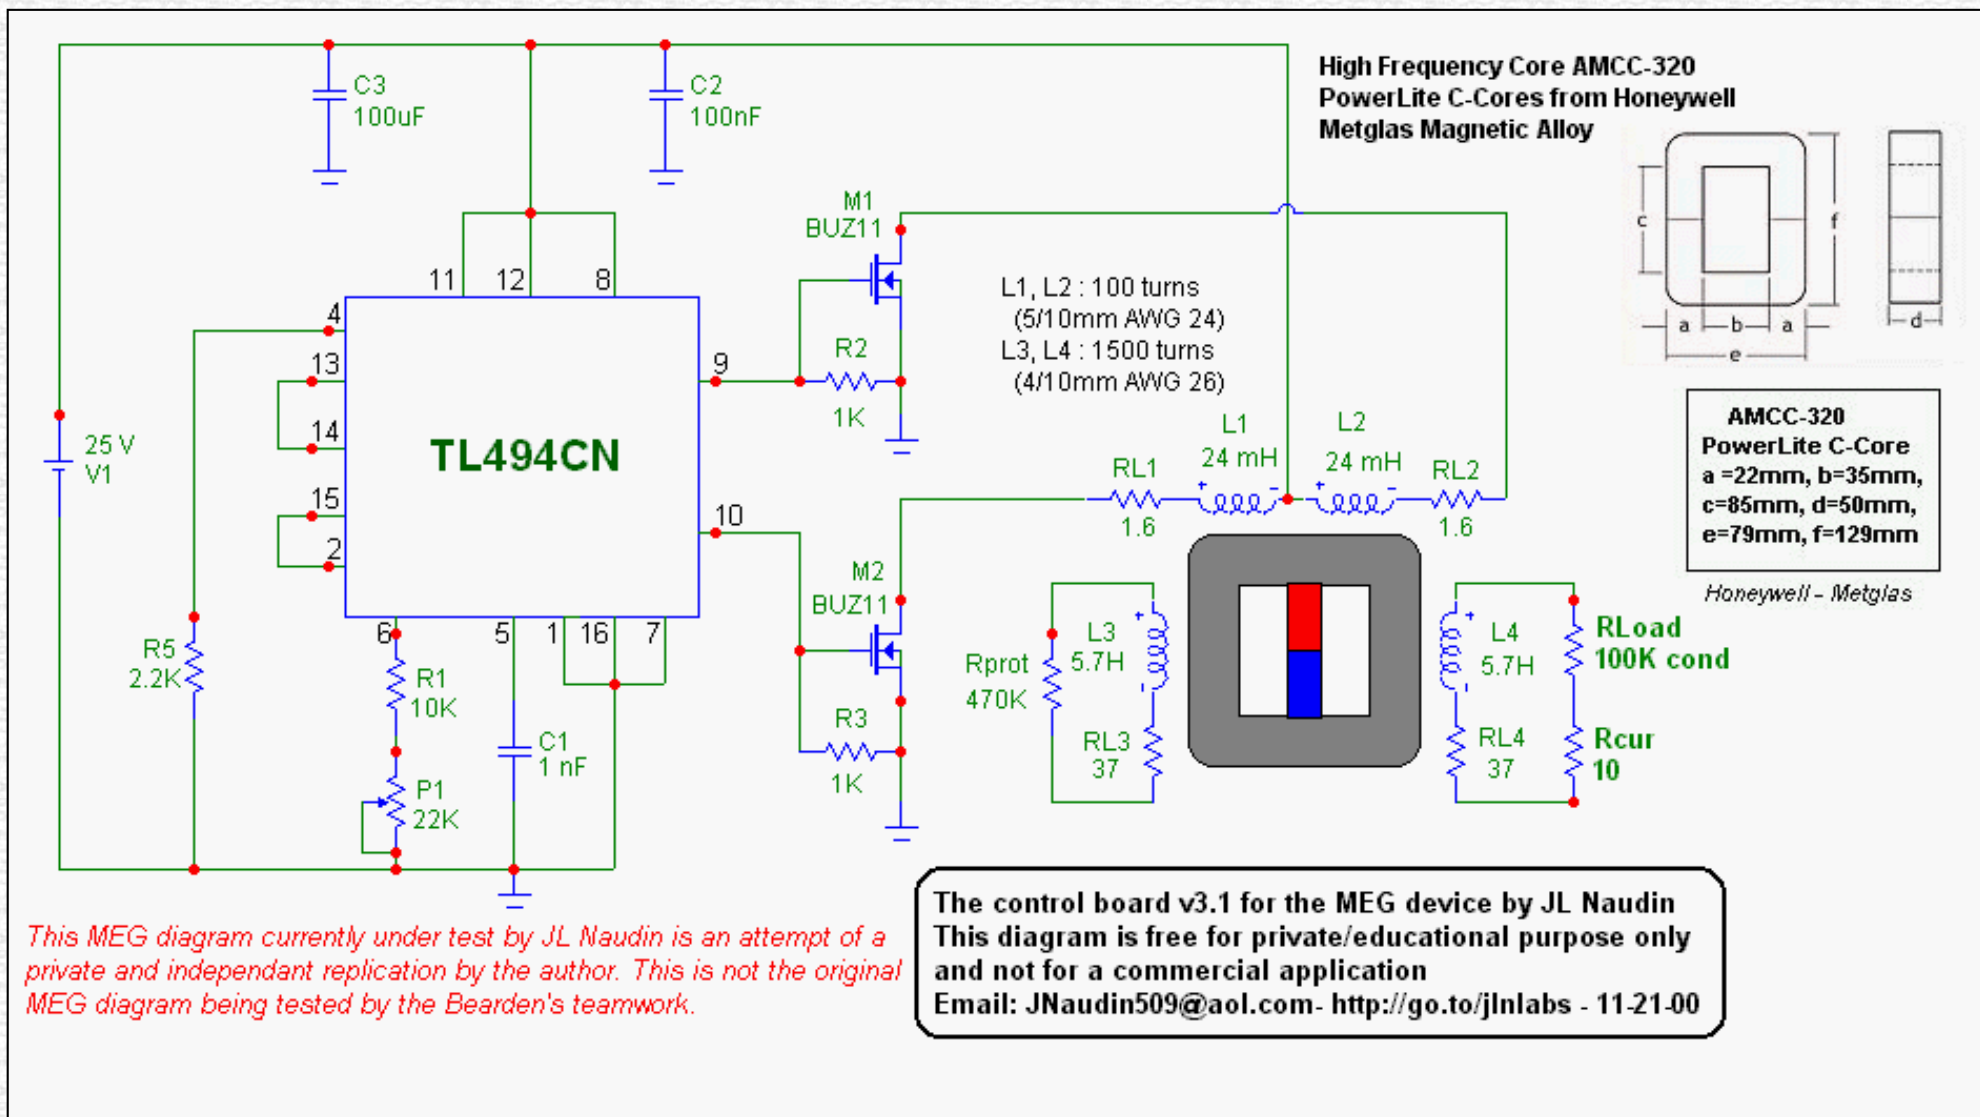 C3
100uF
C2
100nF
High Frequency Core AMCC-320
PowerLite C-Cores from Honeywell
Metglas Magnetic Alloy
c
f
a
b
a
e
d
M1
BUZ11
11
12
8
4
13
14
15
2
9
10
6
5
1
16
7
TL494CN
25 V
V1
R2
1K
L1, L2 : 100 turns
(5/10mm AWG 24)
L3, L4 : 1500 turns
(4/10mm AWG 26)
L1
24 mH
L2
24 mH
RL1
1.6
RL2
1.6
AMCC-320
PowerLite C-Core
a =22mm, b=35mm,
c=85mm, d=50mm,
e=79mm, f=129mm
Honeywell - Metglas
M2
BUZ11
R3
1K
R5
2.2K
R1
10K
P1
22K
C1
1 nF
Rprot
470K
L3
5.7H
RL3
37
L4
5.7H
RL4
37
RLoad
100K cond
Rcur
10
This MEG diagram currently under test by JL Naudin is an attempt of a
private and independant replication by the author. This is not the original
MEG diagram being tested by the Bearden's teamwork.
The control board v3.1 for the MEG device by JL Naudin
This diagram is free for private/educational purpose only
and not for a commercial application
Email: JNaudin509@aol.com- http://go.to/jlnlabs - 11-21-00